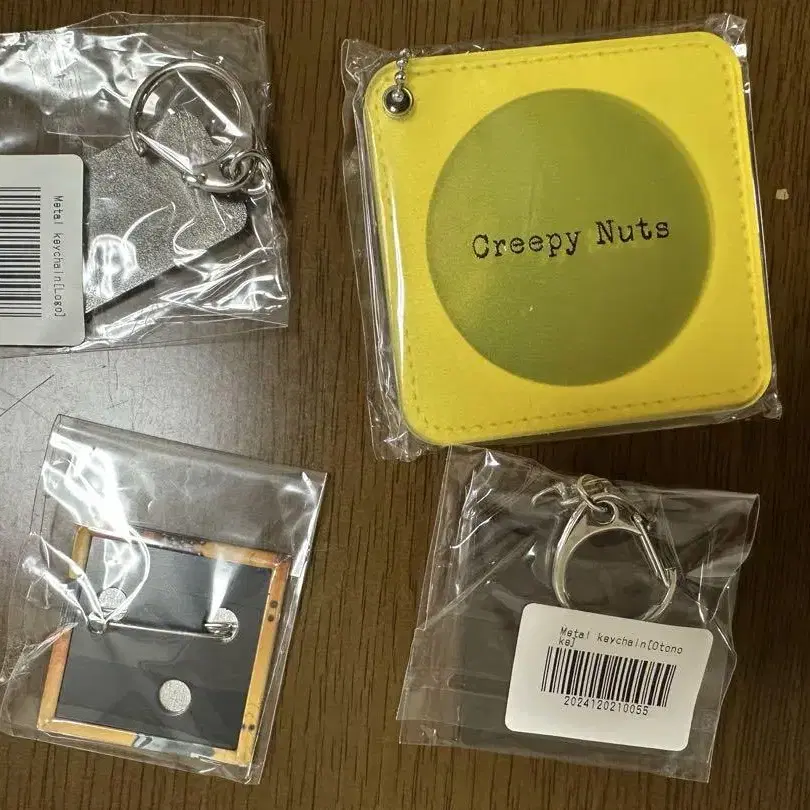 Metal keychain[Logo]
Creepy Nuts
Metal keychain[Otono
ke]
2024120210055